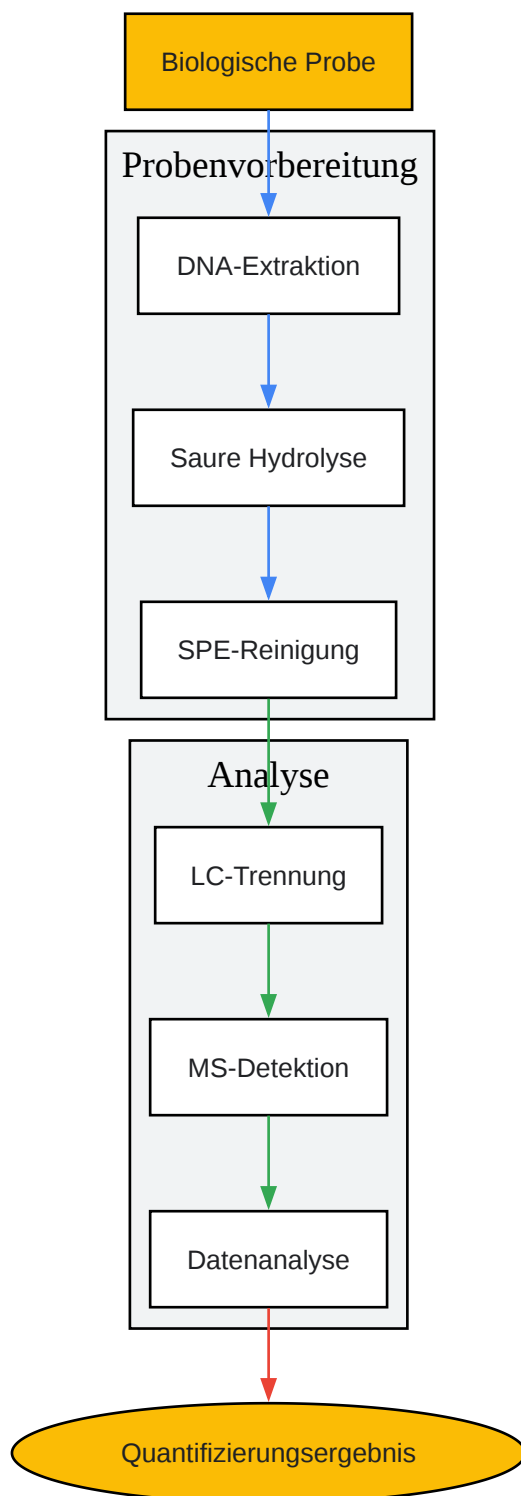 Biologische Probe
Probenvorbereitung
DNA-Extraktion
Saure Hydrolyse
SPE-Reinigung
Analyse
LC-Trennung
MS-Detektion
Datenanalyse
Quantifizierungsergebnis